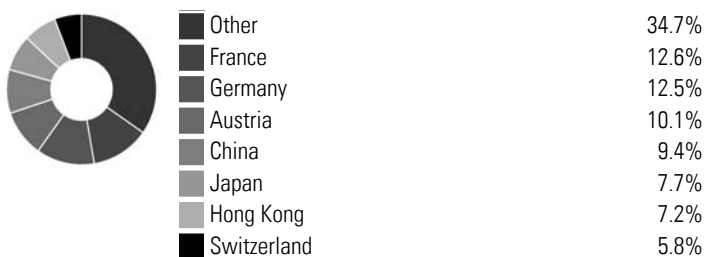 Other 34.7%
France 12.6%
Germany 12.5%
Austria 10.1%
China 9.4%
Japan 7.7%
Hong Kong 7.2%
Switzerland 5.8%